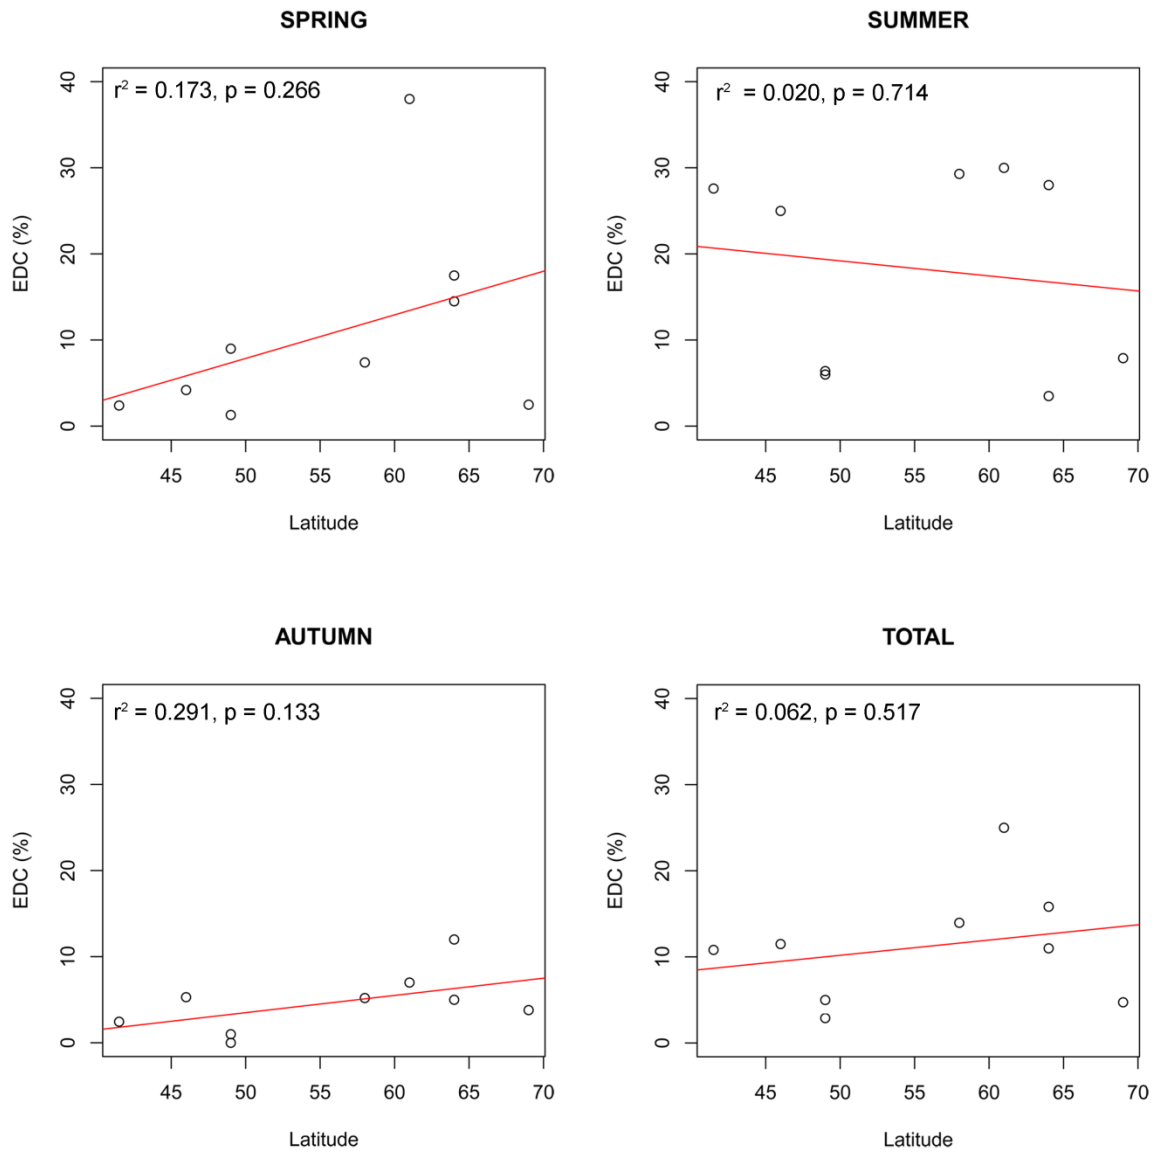 SPRING
r² = 0.173, p = 0.266
EDC (%)
40
30
20
10
0
45 50 55 60 65 70
Latitude
SUMMER
r² = 0.020, p = 0.714
EDC (%)
40
30
20
10
0
45 50 55 60 65 70
Latitude
AUTUMN
r² = 0.291, p = 0.133
EDC (%)
40
30
20
10
0
45 50 55 60 65 70
Latitude
TOTAL
r² = 0.062, p = 0.517
EDC (%)
40
30
20
10
0
45 50 55 60 65 70
Latitude